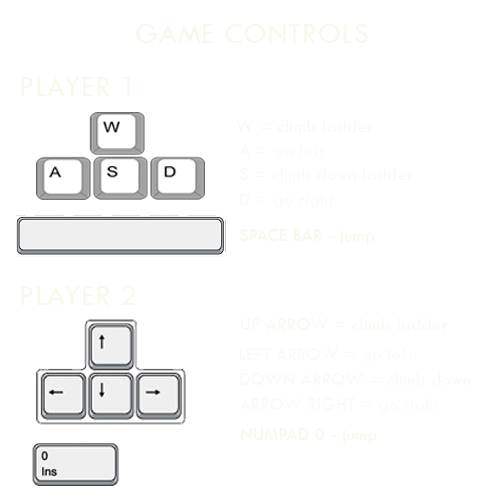 GAME CONTROLS
PLAYER 1
W
A S D
W = climb ladder
A = go left
S = climb down ladder
D = go right
SPACE BAR - jump
PLAYER 2
↑
← ↓ →
0
Ins
UP ARROW = climb ladder
LEFT ARROW = go left
DOWN ARROW = climb down
ARROW RIGHT = go right
NUMPAD 0 - jump